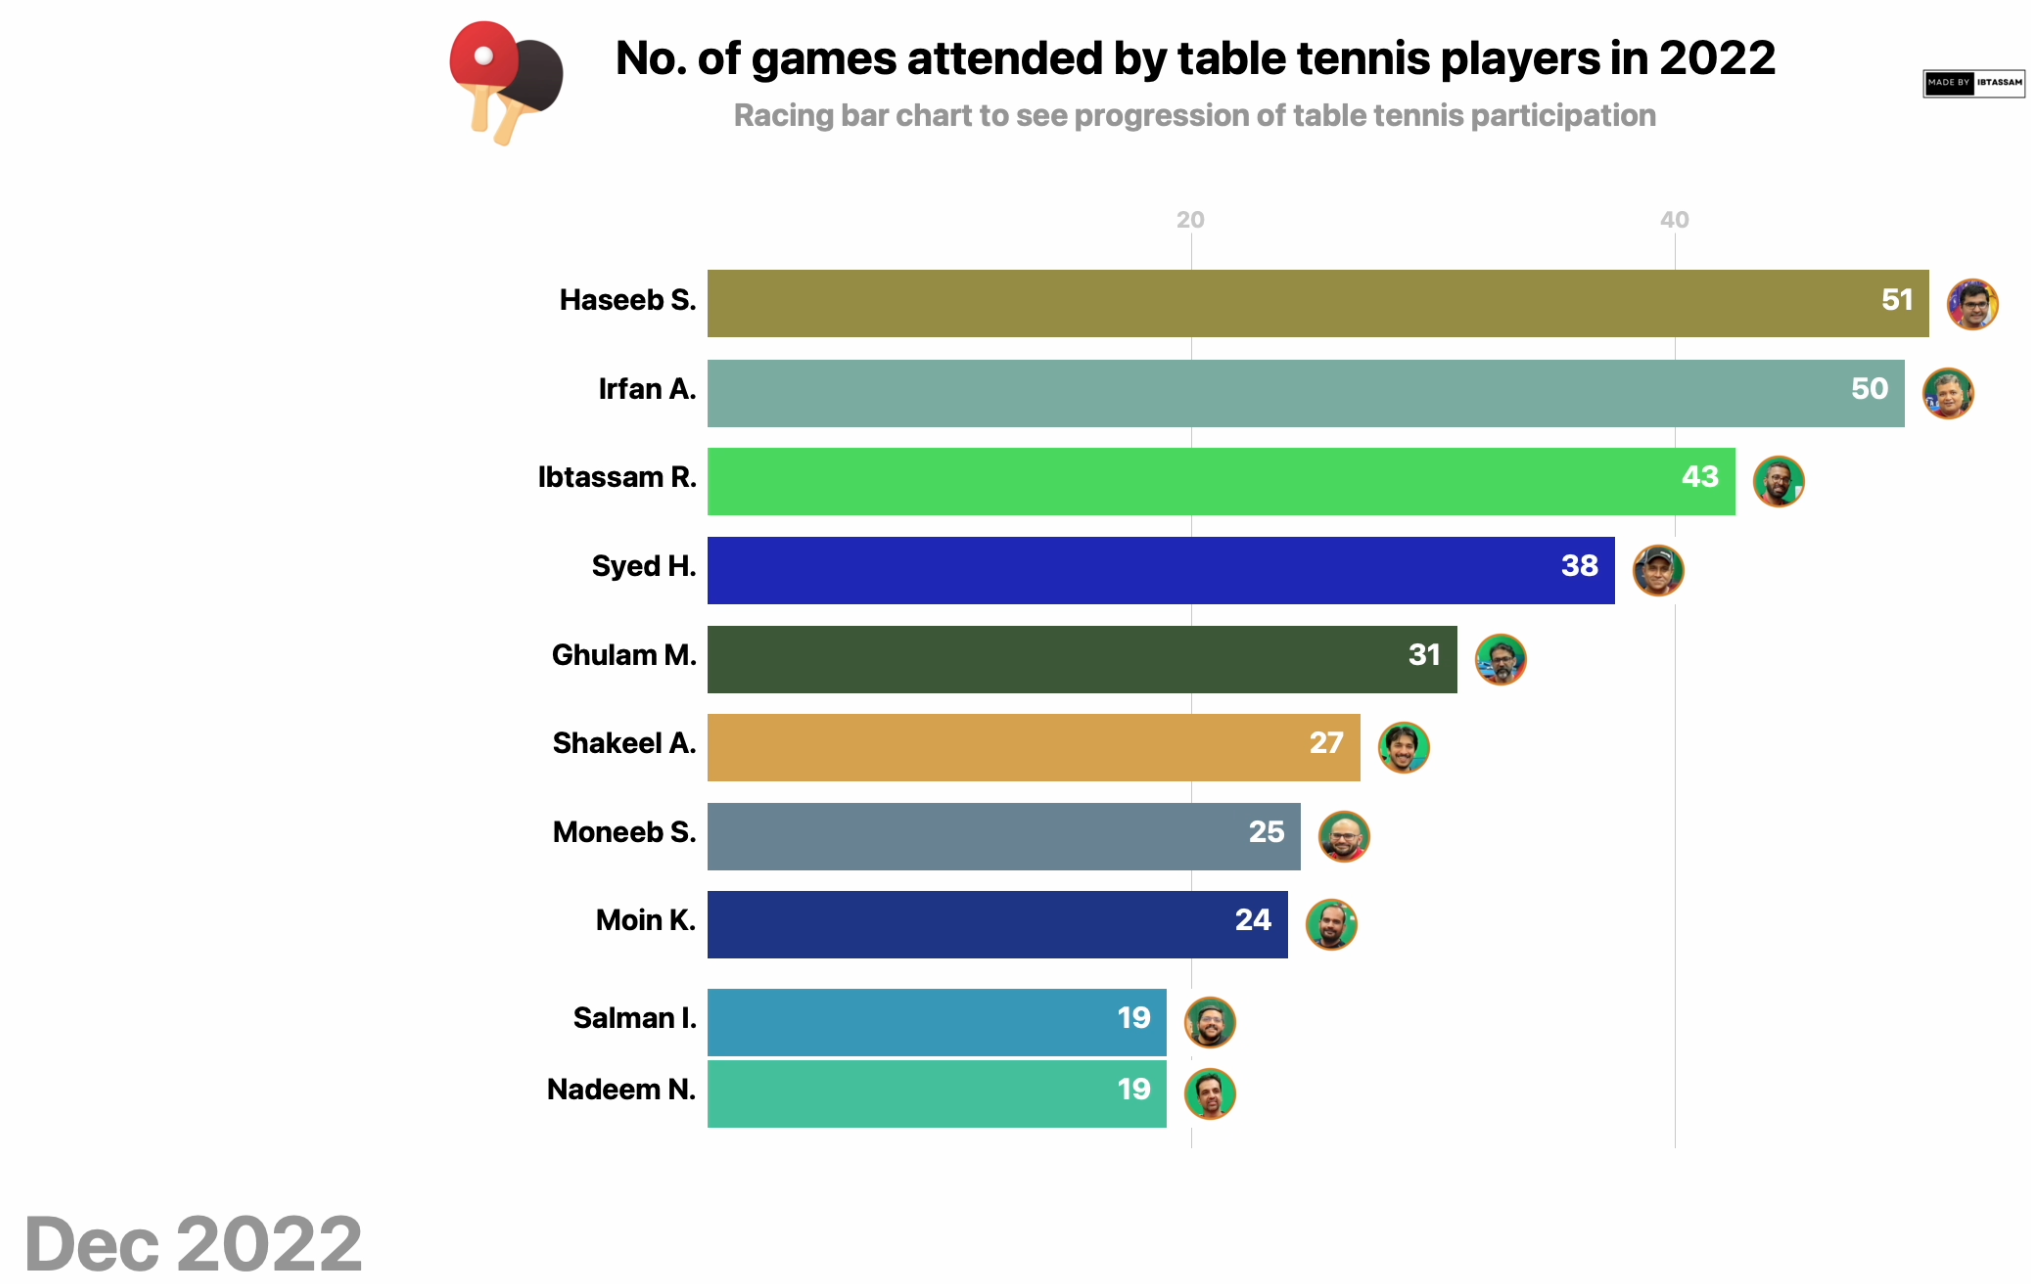 No. of games attended by table tennis players in 2022
MADE BY IBTASSAM
Racing bar chart to see progression of table tennis participation
20 40
Haseeb S. 51
Irfan A. 50
Ibtassam R. 43
Syed H. 38
Ghulam M. 31
Shakeel A. 27
Moneeb S. 25
Moin K. 24
Salman I. 19
Nadeem N. 19
Dec 2022